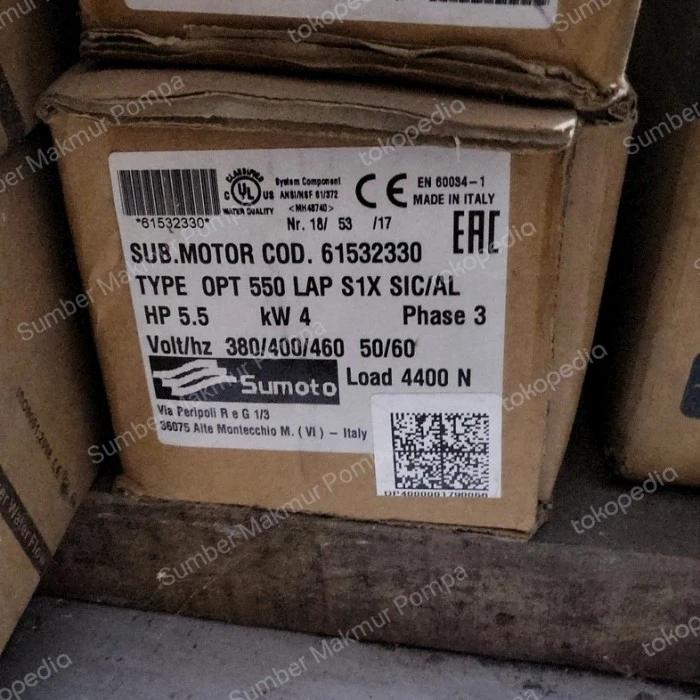 *61532330*
CLASSIFIED
C UL US
WATER QUALITY
System Component
ANSI/NSF 61/372
<MH48740>
Nr. 18/ 53 /17
CE
EN 60034-1
MADE IN ITALY
EAC
SUB.MOTOR COD. 61532330
TYPE OPT 550 LAP S1X SIC/AL
HP 5.5 kW 4 Phase 3
Volt/hz 380/400/460 50/60
Sumoto Load 4400 N
Via Peripoli R e G 1/3
36075 Alte Montecchio M. ( VI ) - Italy
Sumber Makmur Pompa
tokopedia